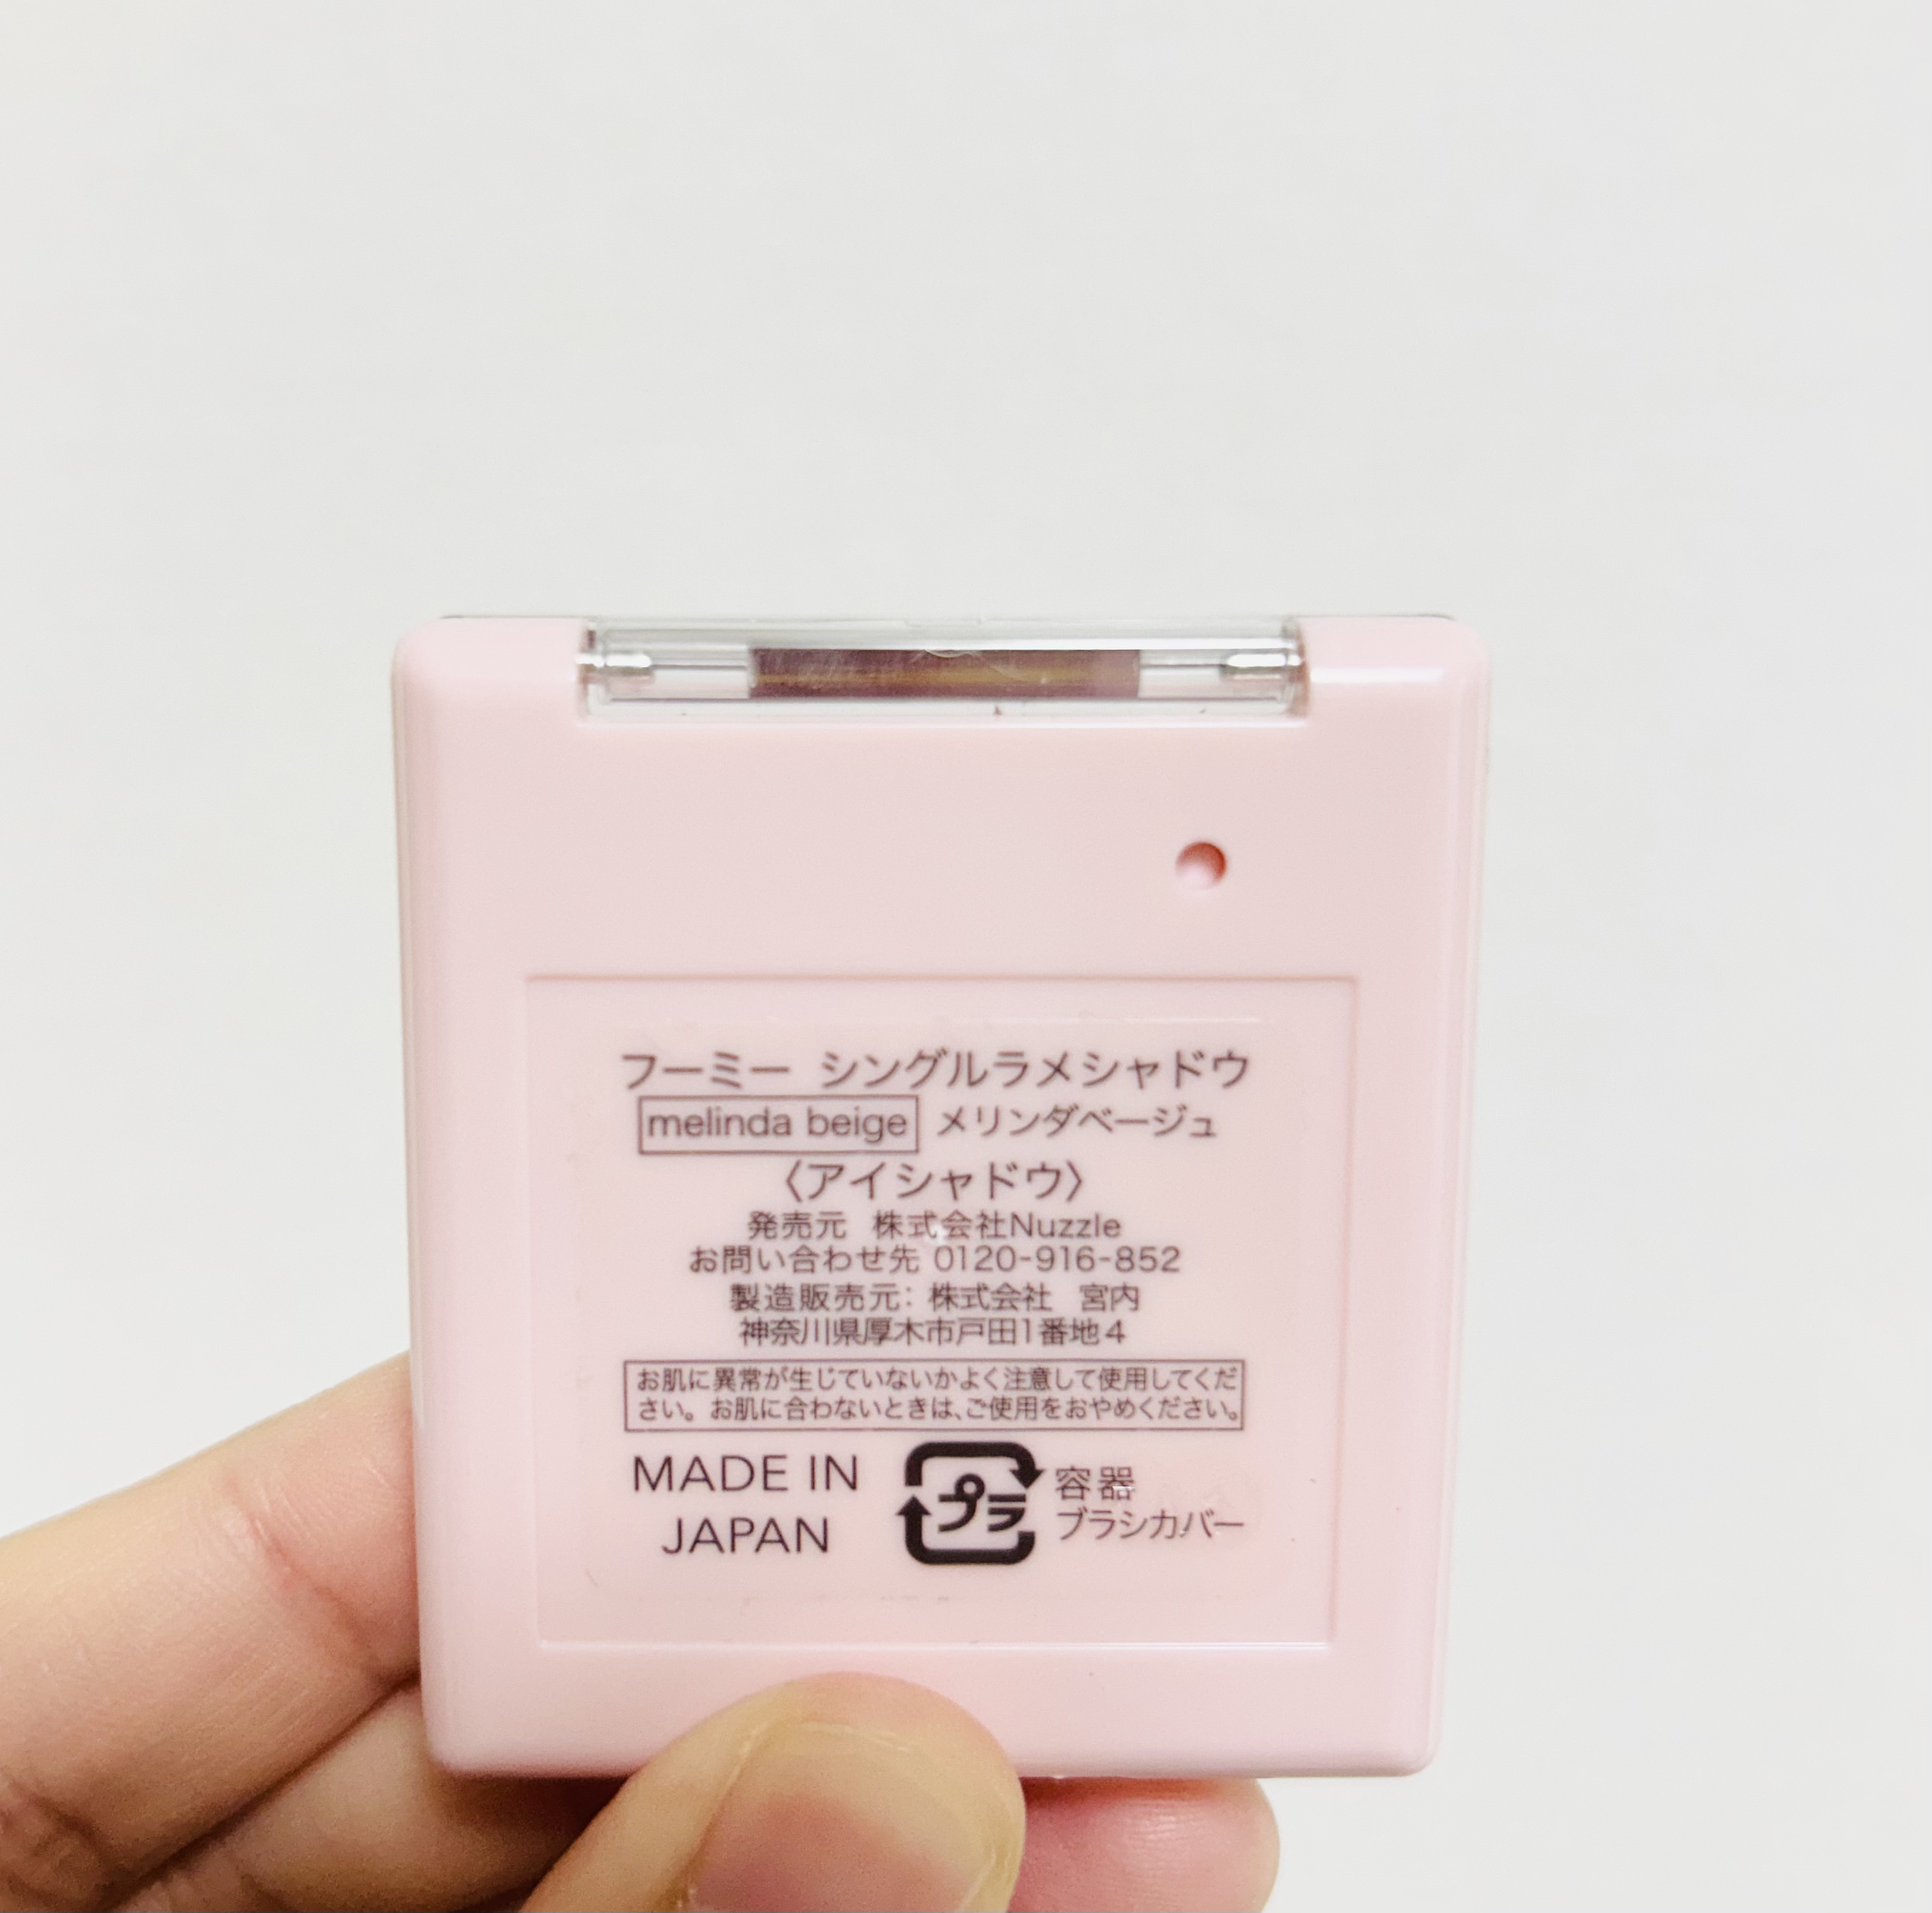 フーミー シングルラメシャドウ
melinda beige メリンダベージュ
〈アイシャドウ〉
発売元 株式会社Nuzzle
お問い合わせ先 0120-916-852
製造販売元: 株式会社 宮内
神奈川県厚木市戸田1番地4
お肌に異常が生じていないかよく注意して使用してくだ
さい。お肌に合わないときは、ご使用をおやめください。
MADE IN
JAPAN
プラ
容器
ブラシカバー